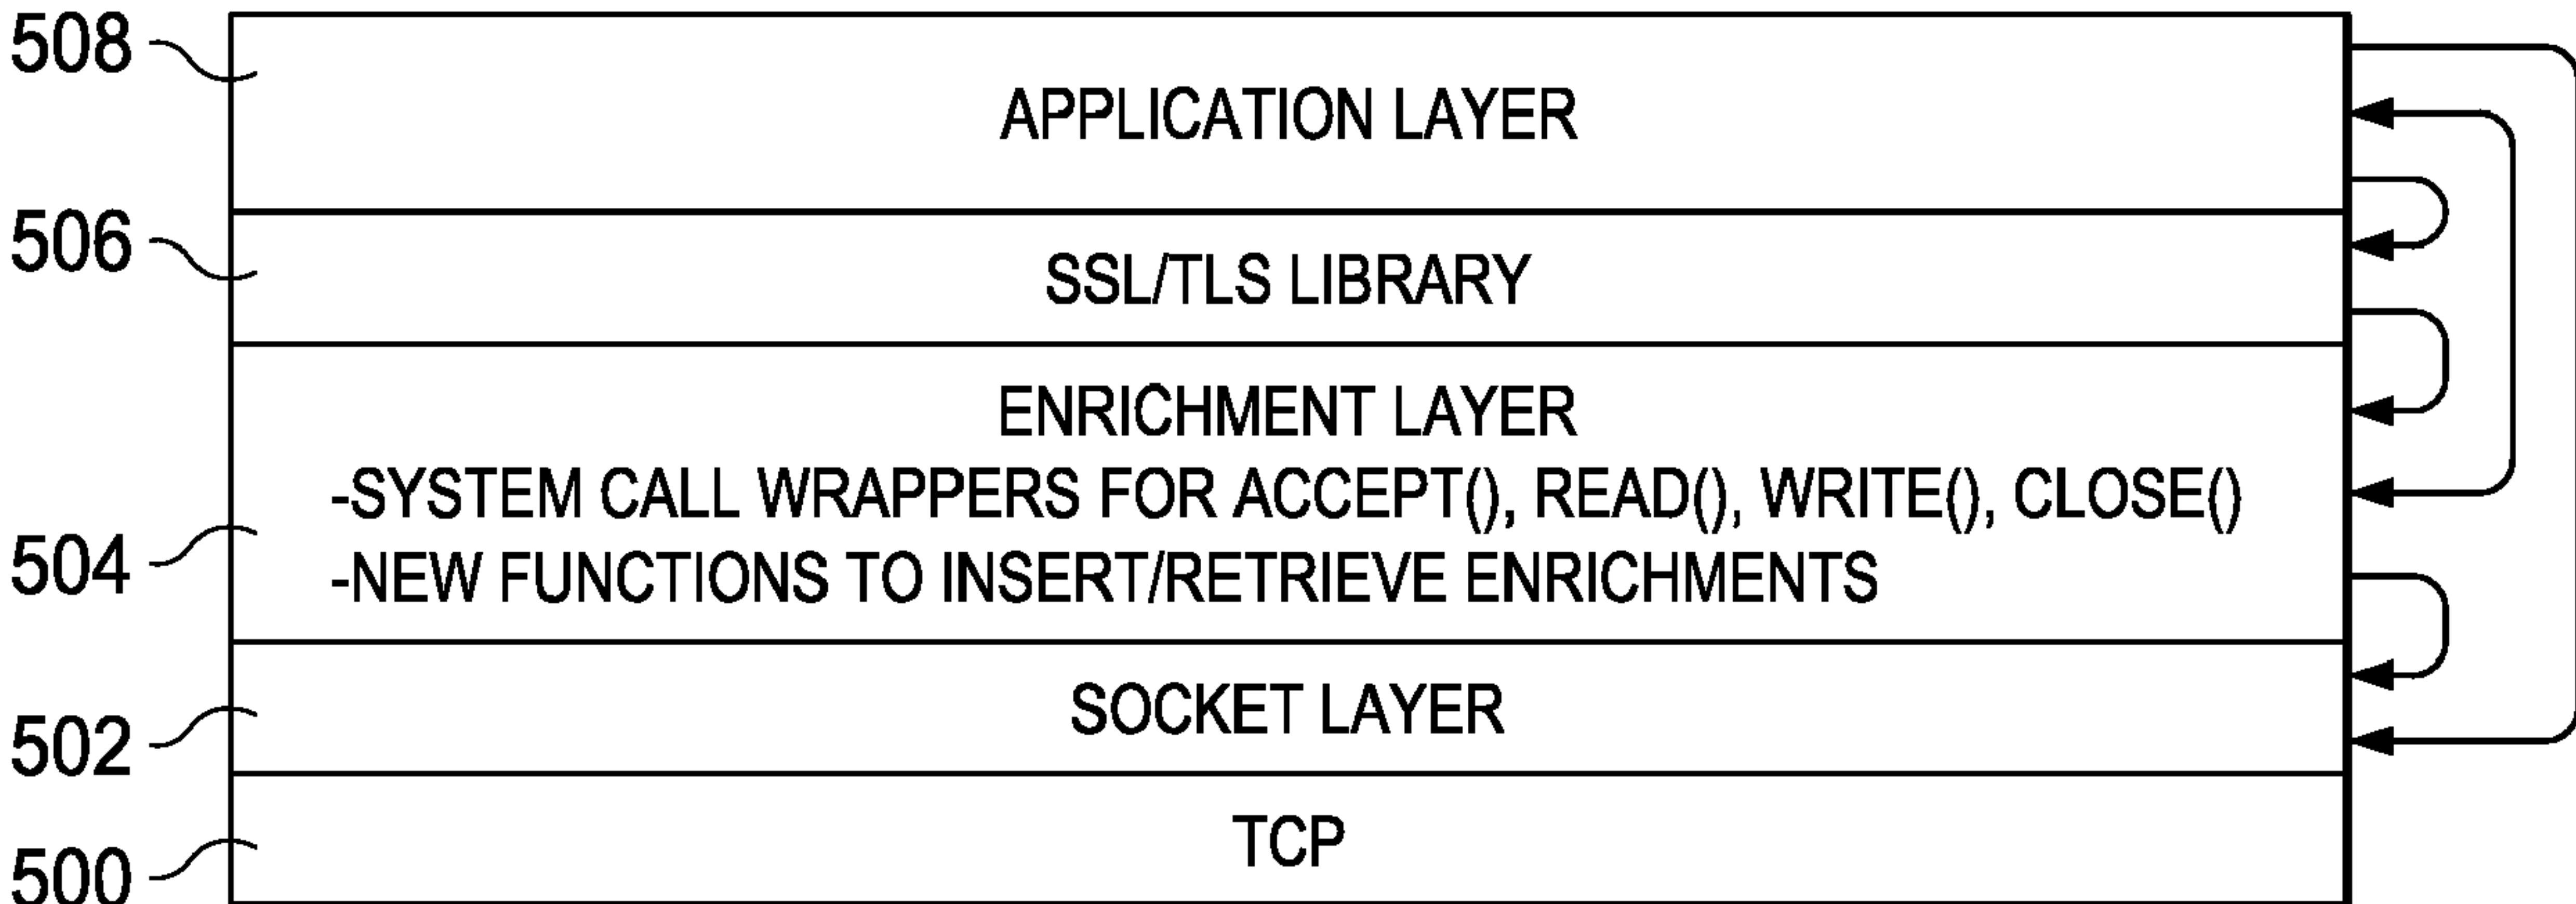 508
APPLICATION LAYER
506
SSL/TLS LIBRARY
ENRICHMENT LAYER
-SYSTEM CALL WRAPPERS FOR ACCEPT(), READ(), WRITE(), CLOSE()
504
-NEW FUNCTIONS TO INSERT/RETRIEVE ENRICHMENTS
502
SOCKET LAYER
500
TCP